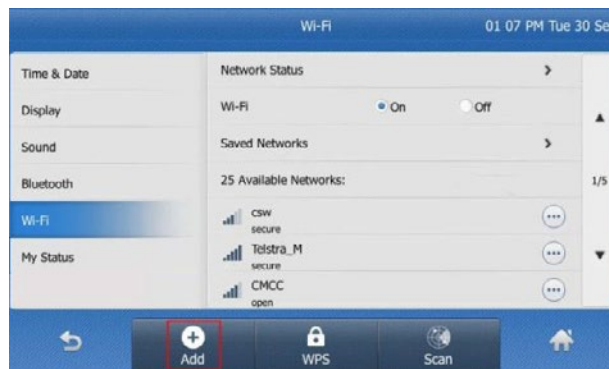 Wi-Fi 01 07 PM Tue 30 Se
Time & Date
Display
Sound
Bluetooth
Wi-Fi
My Status
Network Status
Wi-Fi On Off
Saved Networks
25 Available Networks:
csw
secure
Telstra_M
secure
CMCC
open
1/5
Add WPS Scan